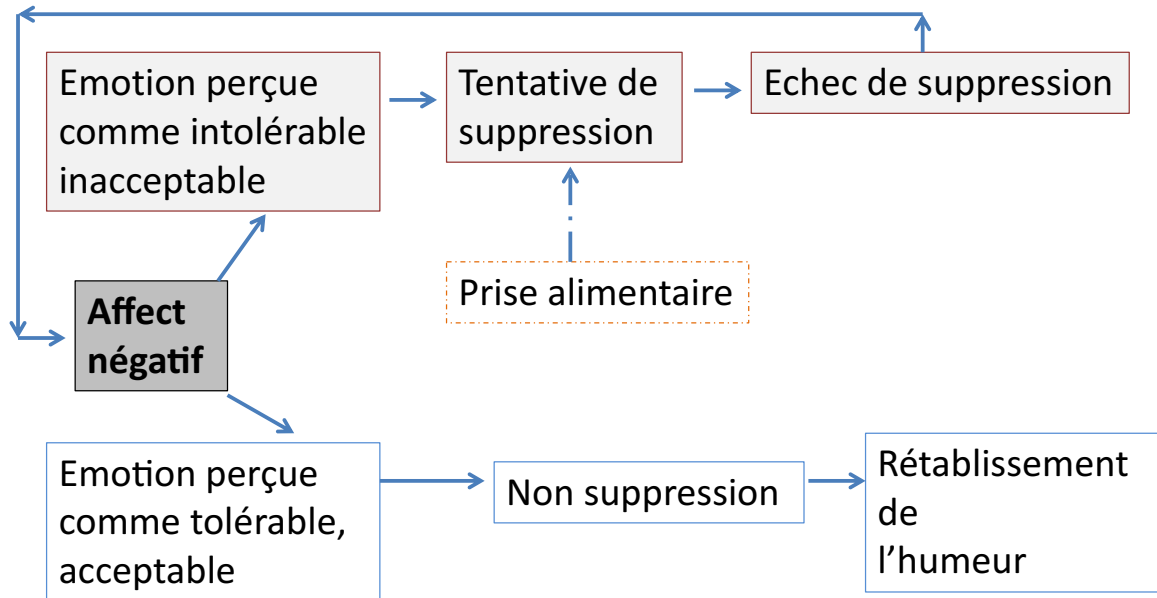 Emotion perçue
comme intolérable
inacceptable
Tentative de
suppression
Echec de suppression
Prise alimentaire
Affect
négatif
Emotion perçue
comme tolérable,
acceptable
Non suppression
Rétablissement
de
l’humeur